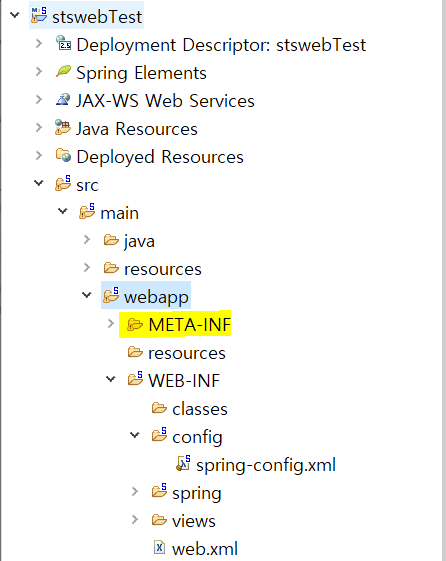 stswebTest
Deployment Descriptor: stswebTest
Spring Elements
JAX-WS Web Services
Java Resources
Deployed Resources
src
main
java
resources
webapp
META-INF
resources
WEB-INF
classes
config
spring-config.xml
spring
views
web.xml